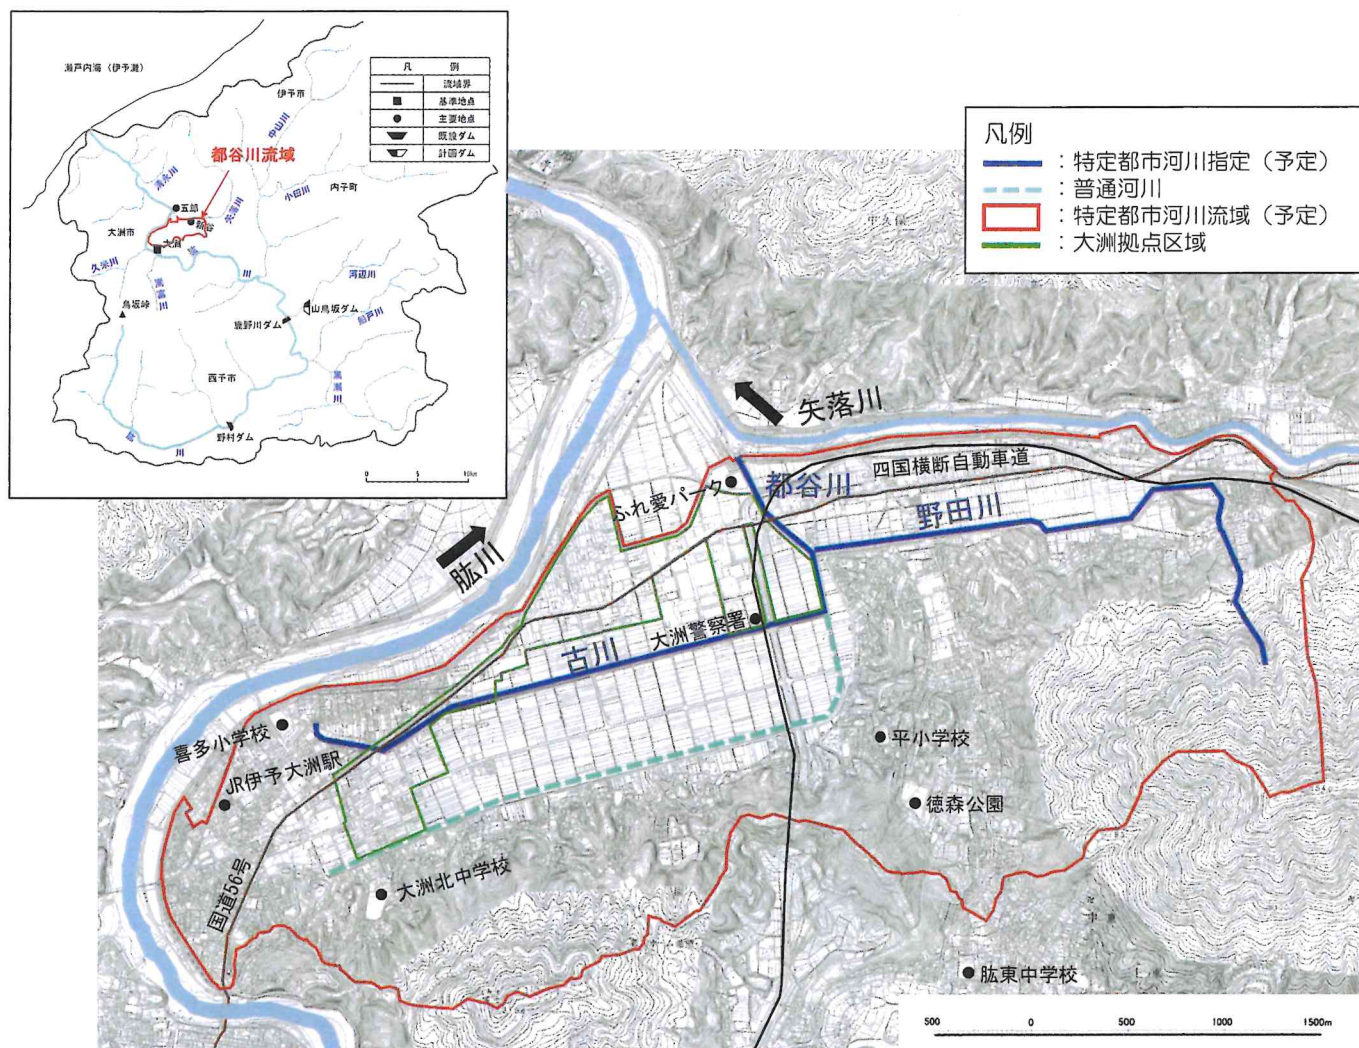 瀬戸内海（伊予灘）
凡　例
流域界
基準地点
主要地点
既設ダム
計画ダム
伊予市
中山川
都谷川流域
清永川
矢落川
小田川
内子町
五郎
新谷
大洲市
大洲
肱
川
久米川
嵩富川
河辺川
鳥坂峠
山鳥坂ダム
鹿野川ダム
船戸川
西予市
黒瀬川
野村ダム
肱
川
0
5
10km
凡例
：特定都市河川指定（予定）
：普通河川
：特定都市河川流域（予定）
：大洲拠点区域
矢落川
四国横断自動車道
都谷川
ふれ愛パーク
野田川
肱川
大洲警察署
古川
喜多小学校
JR伊予大洲駅
平小学校
徳森公園
大洲北中学校
国道56号
肱東中学校
500
0
500
1000
1500m